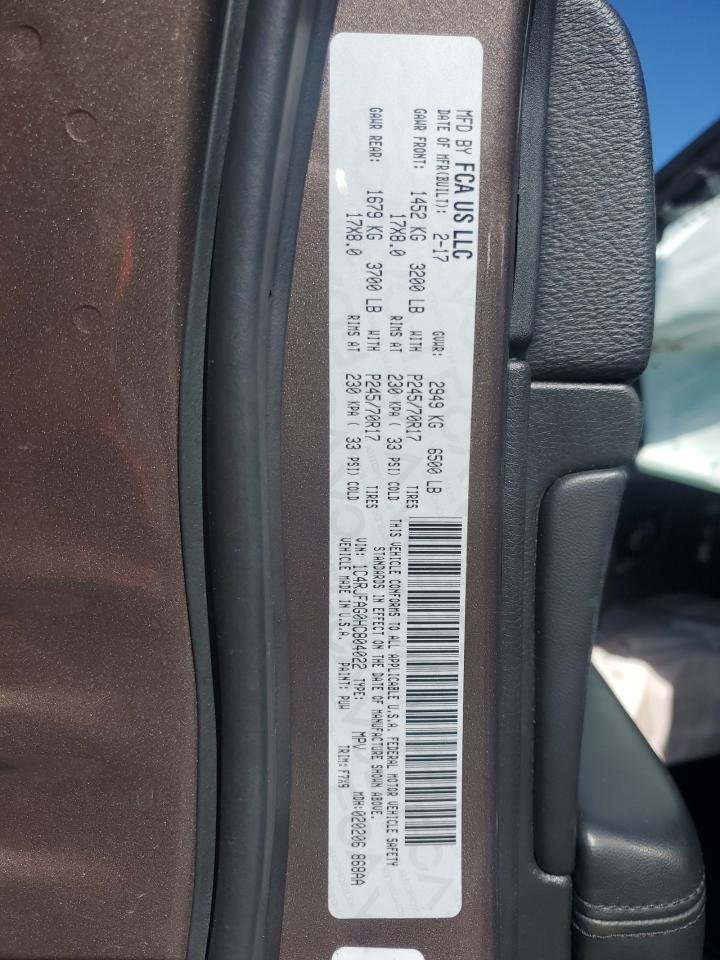 MFD BY FCA US LLC
DATE OF MFR(BUILT): 2-17 GVWR: 2949 KG 6500 LB
GAWR FRONT: 1452 KG 3200 LB WITH P245/70R17 TIRES
17X8.0 RIMS AT 230 KPA ( 33 PSI) COLD
GAWR REAR: 1679 KG 3700 LB WITH P245/70R17 TIRES
17X8.0 RIMS AT 230 KPA ( 33 PSI) COLD
THIS VEHICLE CONFORMS TO ALL APPLICABLE U.S.A. FEDERAL MOTOR VEHICLE SAFETY
STANDARDS IN EFFECT ON THE DATE OF MANUFACTURE SHOWN ABOVE.
VIN: 1C4RJFAG0HC804022 TYPE: MPV MDH:020206 868AA
VEHICLE MADE IN U.S.A. PAINT: PUW TRIM:F7X9